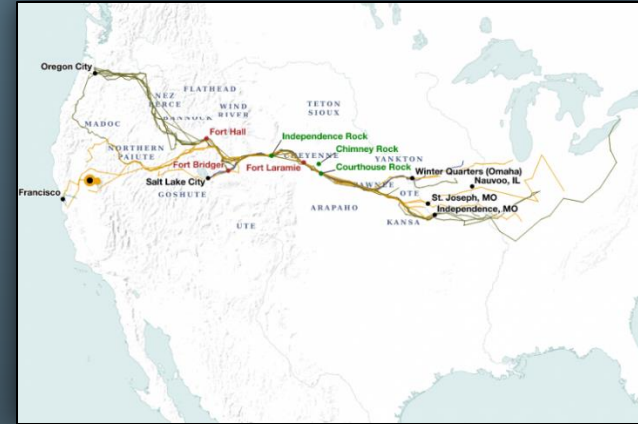 Oregon City
FLATHEAD
NEZ
PERCE
WIND
RIVER
BANNOCK
TETON
SIOUX
MADOC
Fort Hall
Independence Rock
NORTHERN
PAIUTE
CHEYENNE
Chimney Rock
YANKTON
Fort Bridger
Fort Laramie
Courthouse Rock
Winter Quarters (Omaha)
Salt Lake City
PAWNEE
Nauvoo, IL
Francisco
GOSHUTE
OTE
St. Joseph, MO
ARAPAHO
Independence, MO
KANSA
UTE